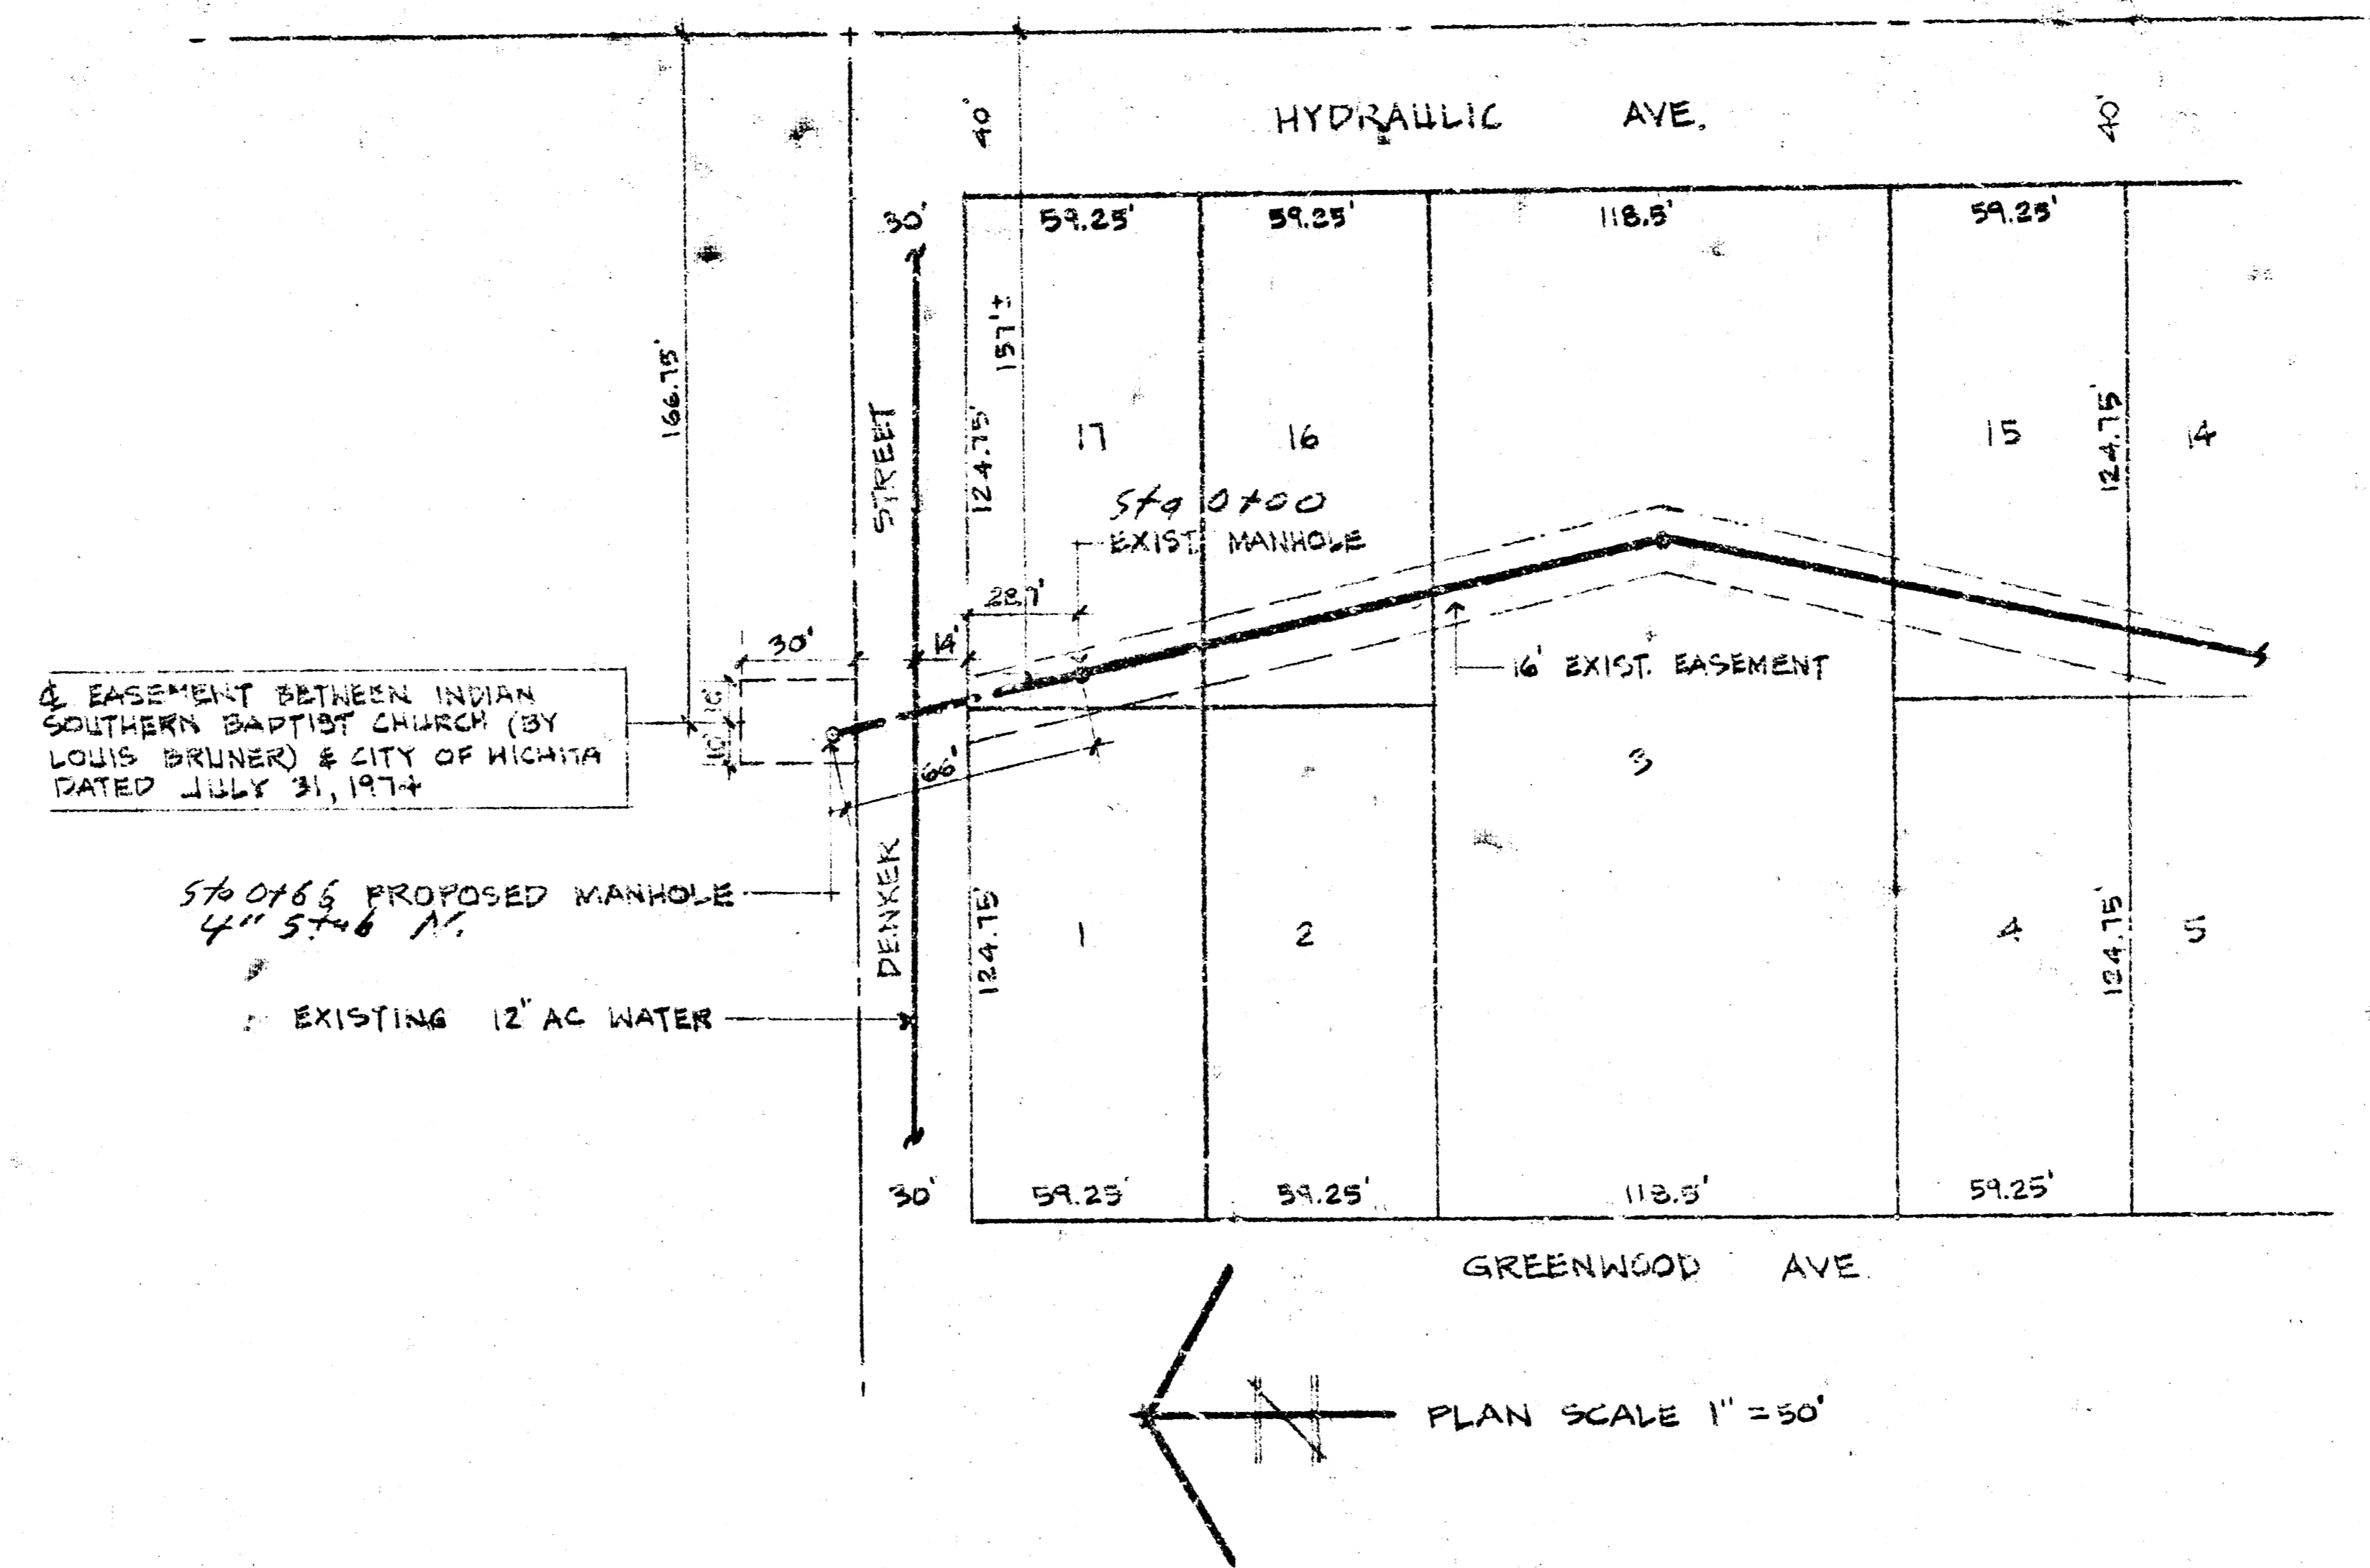 HYDRAULIC AVE.
40'
40'
30'
59.25'
59.25'
118.5'
59.25'
166.75'
157'±
124.75'
STREET
17
16
15
124.75'
14
Sta 0+00
EXIST. MANHOLE
28.7'
30'
14'
10'
10'
66'
16' EXIST. EASEMENT
℄ EASEMENT BETWEEN INDIAN
SOUTHERN BAPTIST CHURCH (BY
LOUIS BRUNER) & CITY OF WICHITA
DATED JULY 31, 1974
3
Sta 0+66 PROPOSED MANHOLE
4" Stub N.
DENKER
124.75'
1
2
4
124.75'
5
EXISTING 12" AC WATER
30'
59.25'
59.25'
118.5'
59.25'
GREENWOOD AVE.
N
PLAN SCALE 1" = 50'